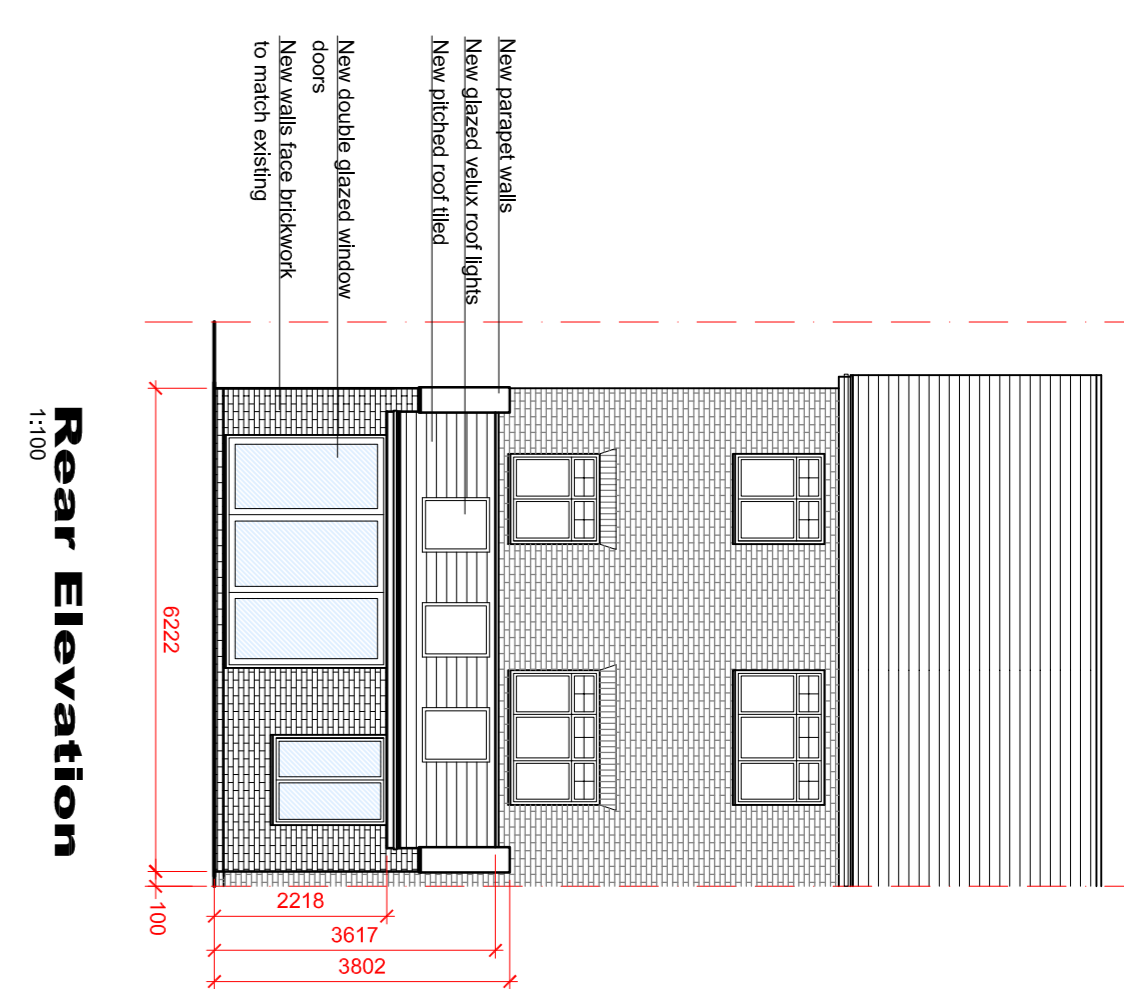 New parapet walls
New glazed velux roof lights
New pitched roof tiled
New double glazed window
doors
New walls face brickwork
to match existing
6222
100
2218
3617
3802
Rear Elevation
1:100